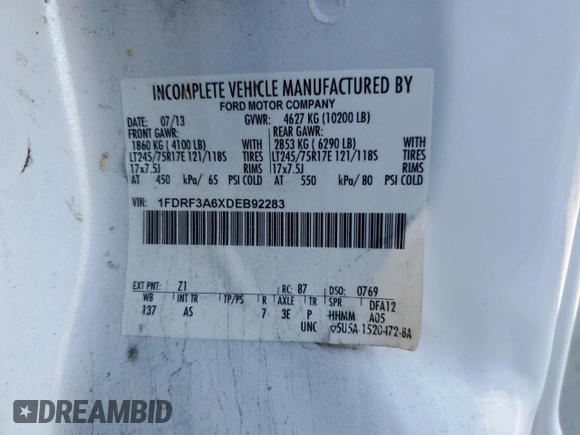 INCOMPLETE VEHICLE MANUFACTURED BY
FORD MOTOR COMPANY
DATE: 07/13 GVWR: 4627 KG (10200 LB)
FRONT GAWR: REAR GAWR:
1860 KG ( 4100 LB) WITH 2853 KG ( 6290 LB) WITH
LT245/75R17E 121/118S TIRES LT245/75R17E 121/118S TIRES
17x7.5J RIMS 17x7.5J RIMS
AT 450 kPa/ 65 PSI COLD AT 550 kPa/ 80 PSI COLD
VIN: 1FDRF3A6XDEB92283
EXT PNT: Z1 RC: 87 DSO: 0769
WB INT TR TP/PS R AXLE TR SPR DFA12
137 AS 7 3E P HHMM A05
UNC ▽5USA-1520472-BA
DREAMBID